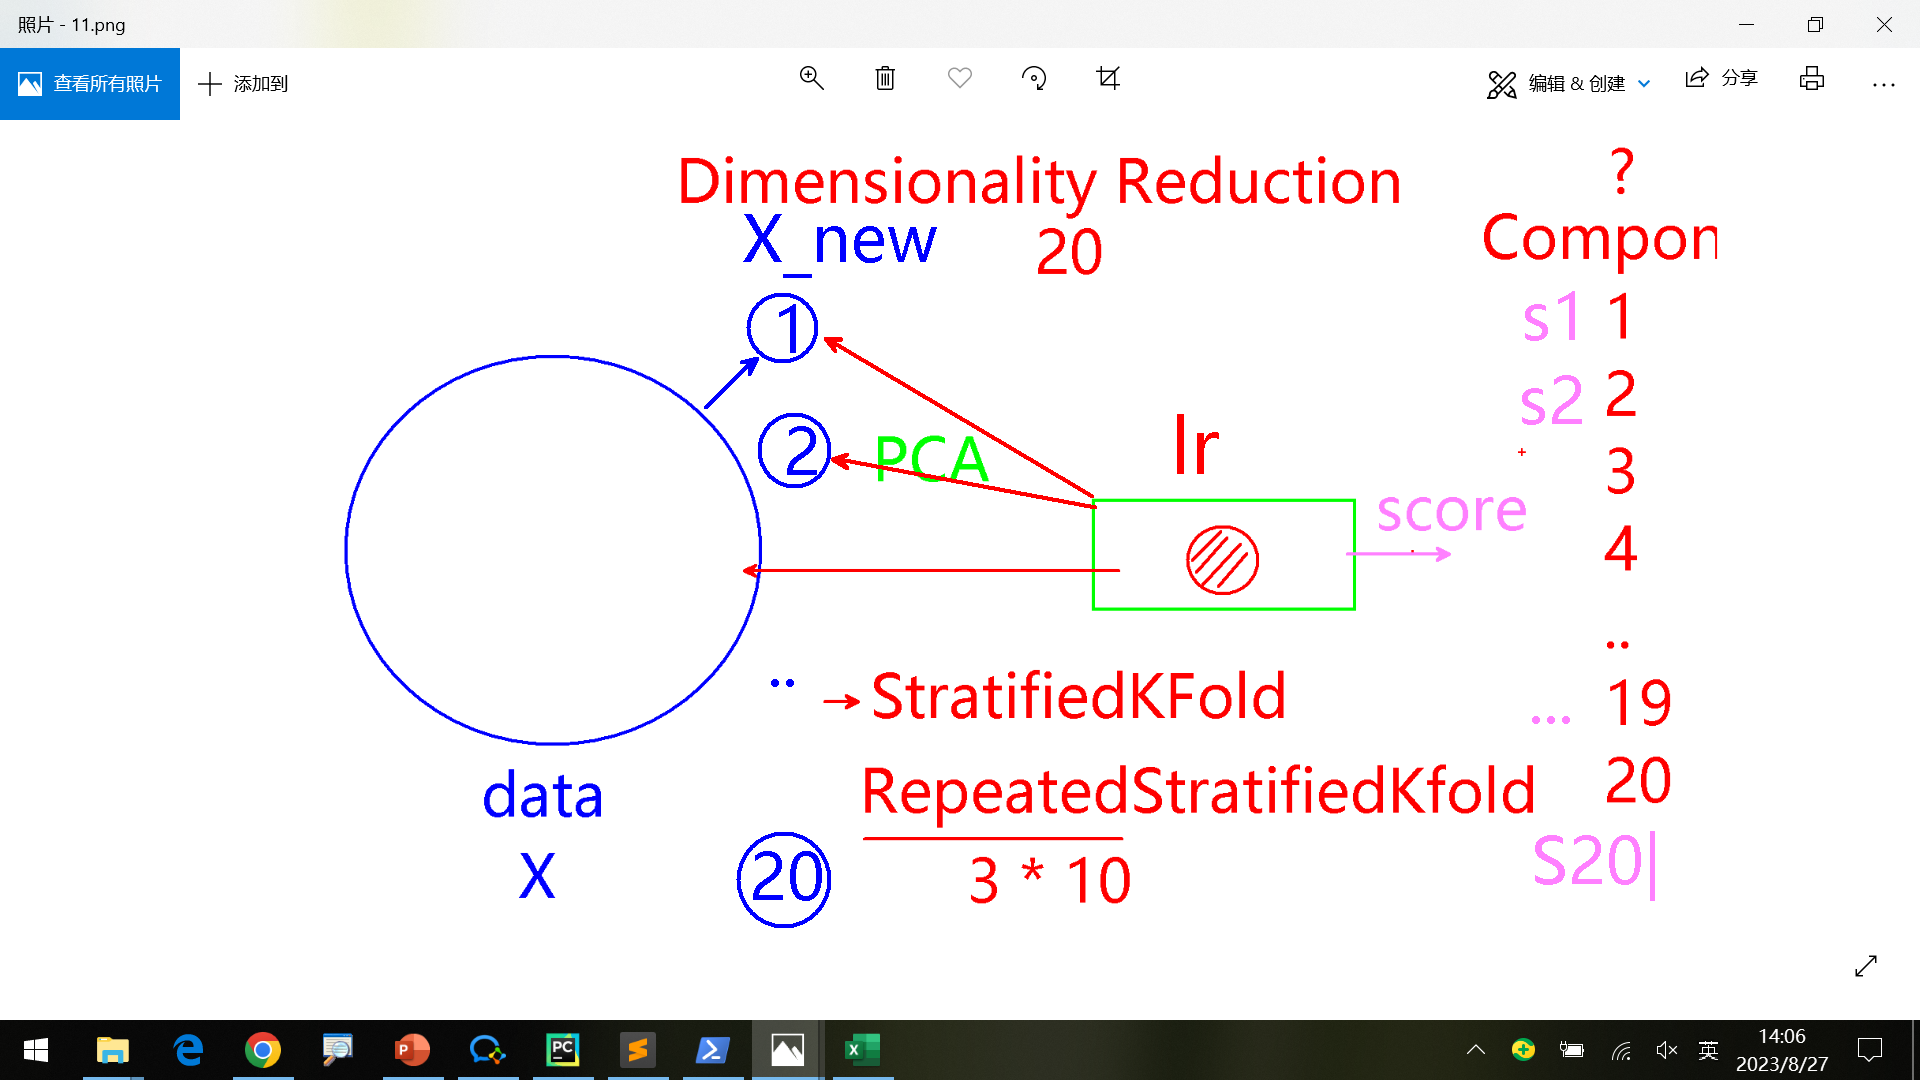 照片 - 11.png
查看所有照片
添加到
编辑 & 创建
分享
Dimensionality Reduction
?
X_new
20
Compon
1
s1 1
s2 2
2
PCA
lr
3
score
4
..
..
StratifiedKFold
... 19
data
RepeatedStratifiedKfold
20
X
20
3 * 10
S20
PC
P
S
X
英
14:06
2023/8/27